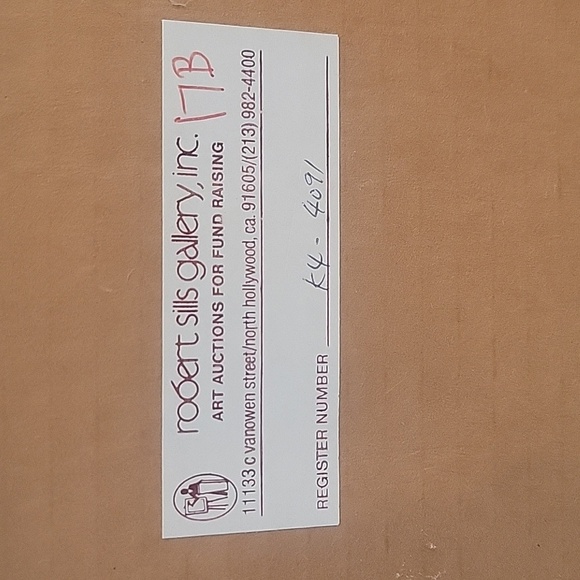 robert sills gallery, inc. 17B
ART AUCTIONS FOR FUND RAISING
11133 c vanowen street/north hollywood, ca. 91605/(213) 982-4400
REGISTER NUMBER K4-4091